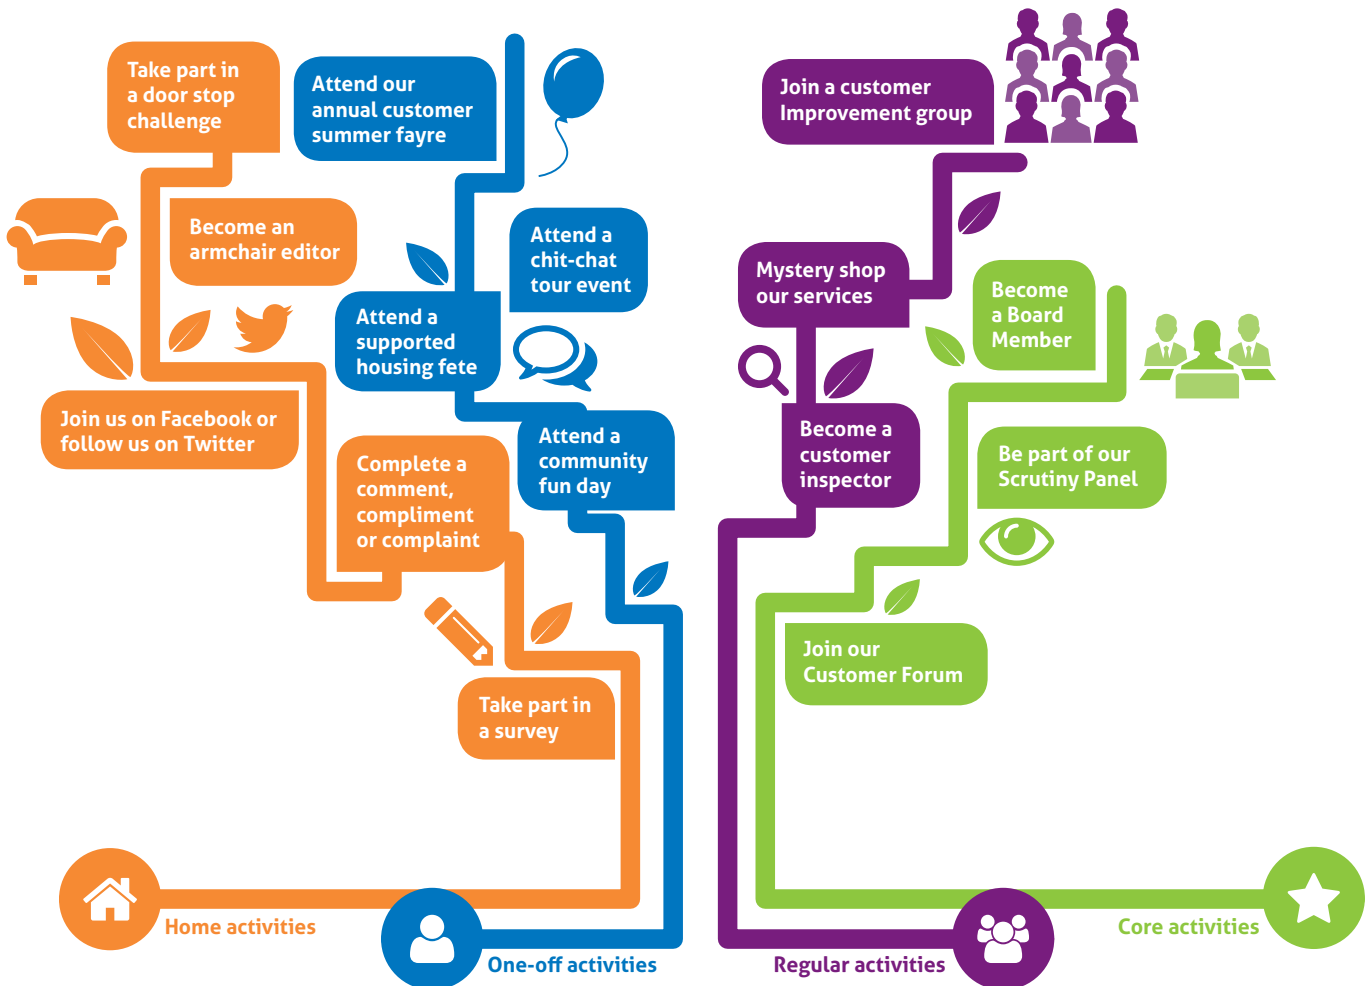 Take part in
a door stop
challenge
Attend our
annual customer
summer fayre
Join a customer
Improvement group
Become an
armchair editor
Attend a
chit-chat
tour event
Mystery shop
our services
Become
a Board
Member
Attend a
supported
housing fete
Join us on Facebook or
follow us on Twitter
Complete a
comment,
compliment
or complaint
Attend a
community
fun day
Become a
customer
inspector
Be part of our
Scrutiny Panel
Join our
Customer Forum
Take part in
a survey
Home activities
One-off activities
Regular activities
Core activities